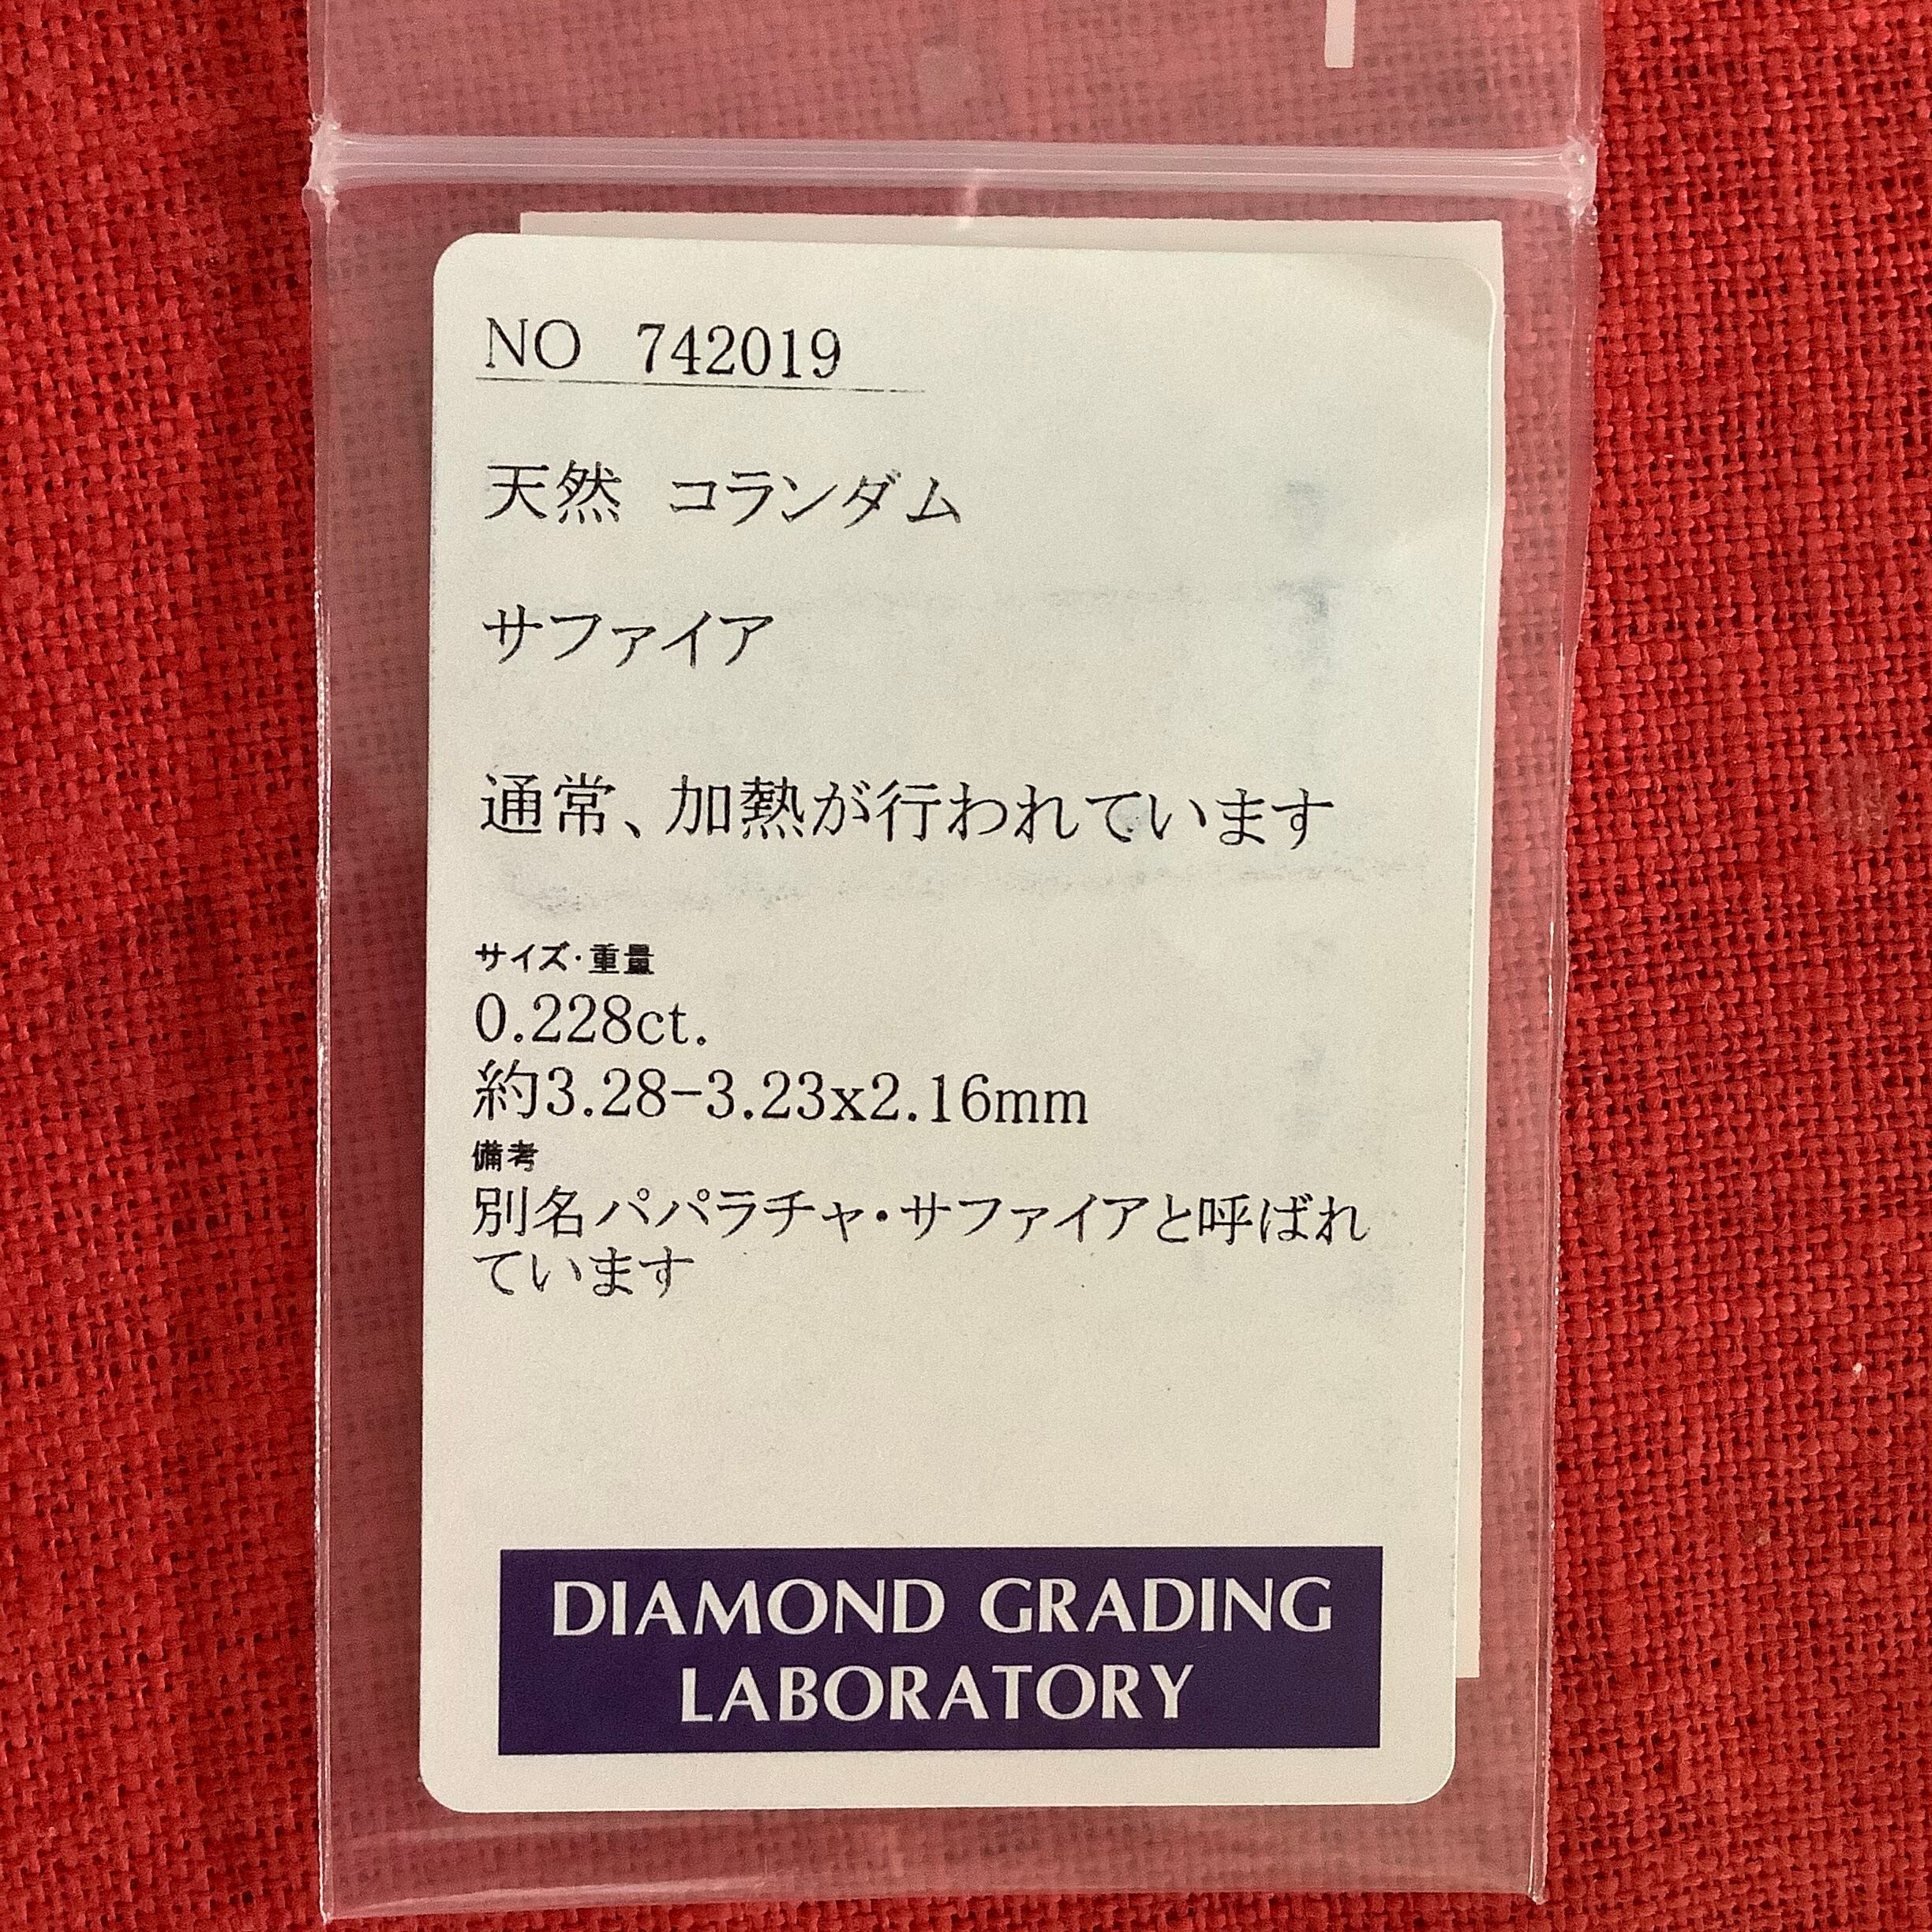 NO 742019
天然 コランダム
サファイア
通常、加熱が行われています
サイズ・重量
0.228ct.
約3.28-3.23x2.16mm
備考
別名パパラチャ・サファイアと呼ばれ
ています
DIAMOND GRADING
LABORATORY